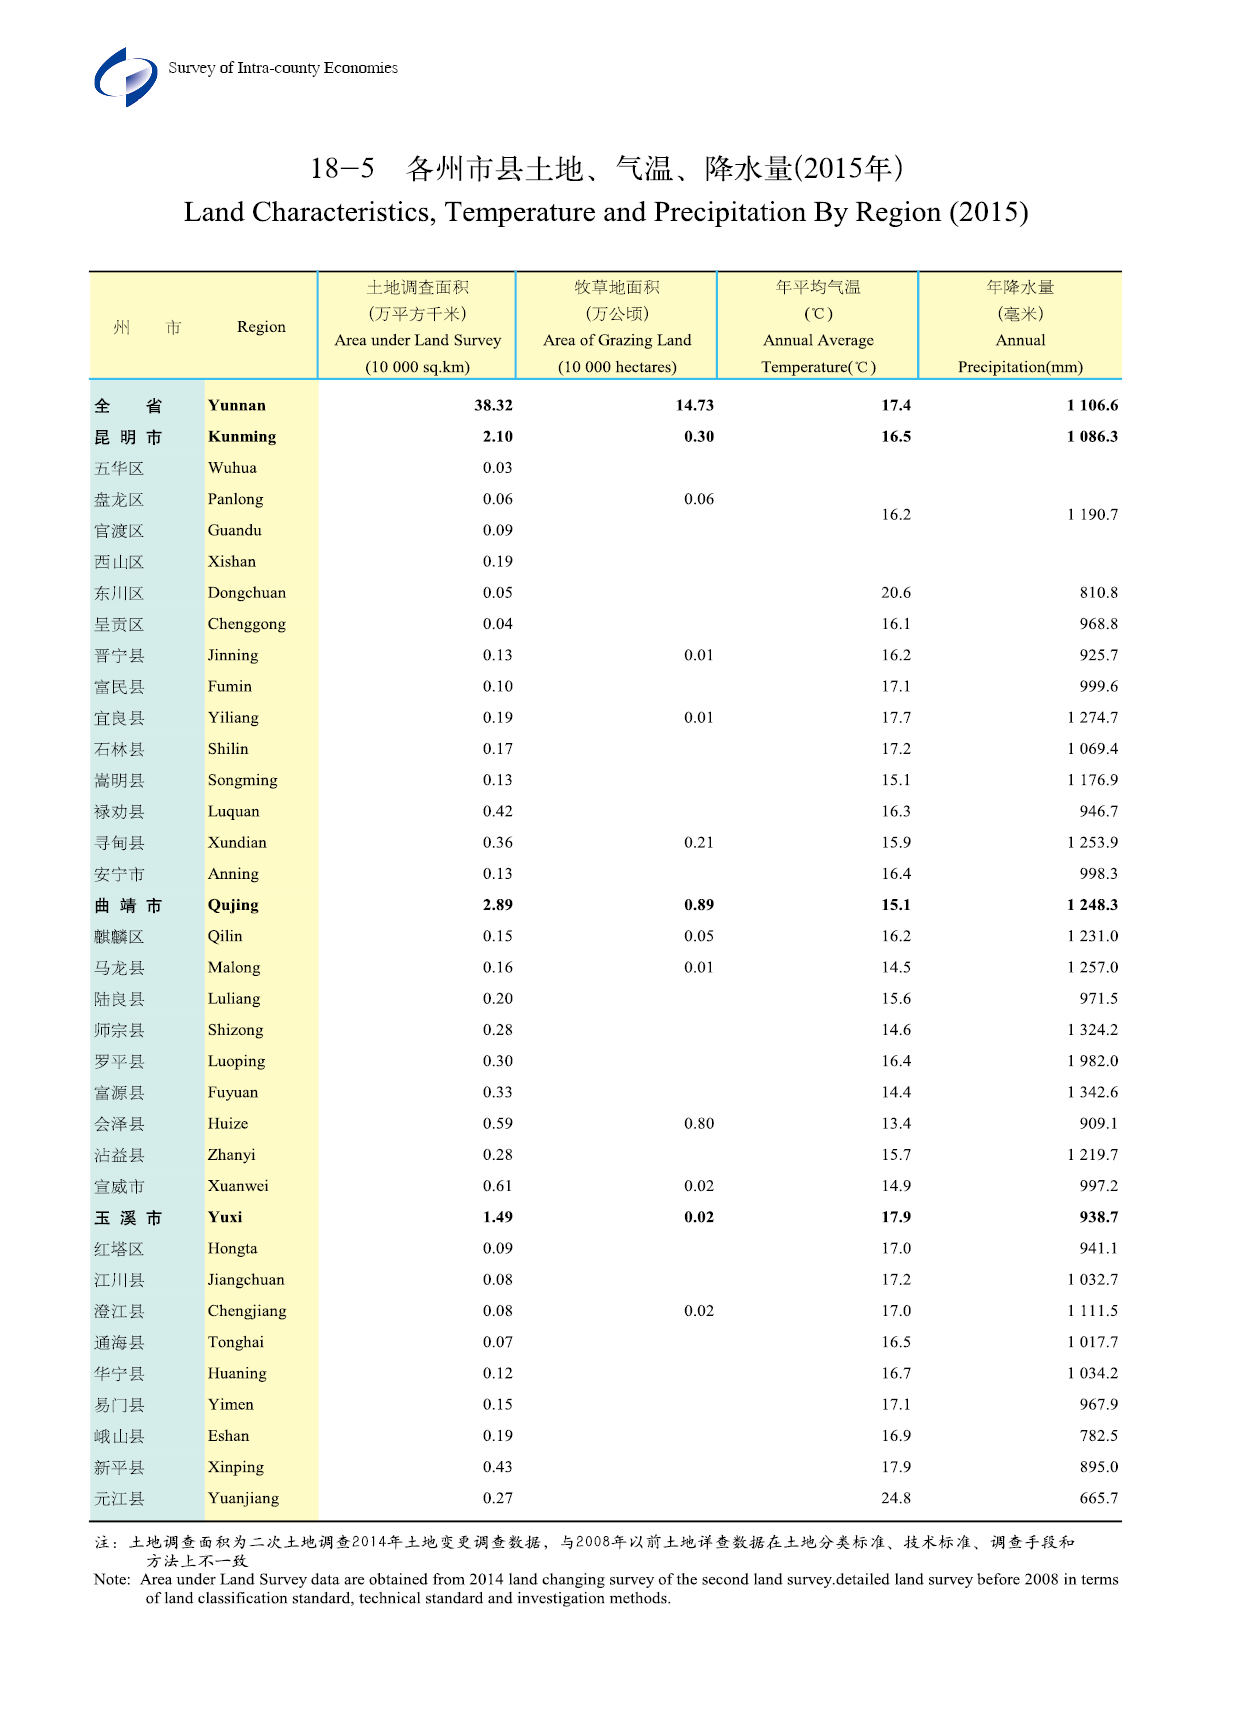 Survey of Intra-county Economies
18-5 各州市县土地、气温、降水量(2015年)
Land Characteristics, Temperature and Precipitation By Region (2015)
州 市 Region
土地调查面积
(万平方千米)
Area under Land Survey
(10 000 sq.km)
牧草地面积
(万公顷)
Area of Grazing Land
(10 000 hectares)
年平均气温
(℃)
Annual Average
Temperature(℃)
年降水量
(毫米)
Annual
Precipitation(mm)
全 省 Yunnan 38.32 14.73 17.4 1 106.6
昆 明 市 Kunming 2.10 0.30 16.5 1 086.3
五华区 Wuhua 0.03
盘龙区 Panlong 0.06 0.06
16.2 1 190.7
官渡区 Guandu 0.09
西山区 Xishan 0.19
东川区 Dongchuan 0.05 20.6 810.8
呈贡区 Chenggong 0.04 16.1 968.8
晋宁县 Jinning 0.13 0.01 16.2 925.7
富民县 Fumin 0.10 17.1 999.6
宜良县 Yiliang 0.19 0.01 17.7 1 274.7
石林县 Shilin 0.17 17.2 1 069.4
嵩明县 Songming 0.13 15.1 1 176.9
禄劝县 Luquan 0.42 16.3 946.7
寻甸县 Xundian 0.36 0.21 15.9 1 253.9
安宁市 Anning 0.13 16.4 998.3
曲 靖 市 Qujing 2.89 0.89 15.1 1 248.3
麒麟区 Qilin 0.15 0.05 16.2 1 231.0
马龙县 Malong 0.16 0.01 14.5 1 257.0
陆良县 Luliang 0.20 15.6 971.5
师宗县 Shizong 0.28 14.6 1 324.2
罗平县 Luoping 0.30 16.4 1 982.0
富源县 Fuyuan 0.33 14.4 1 342.6
会泽县 Huize 0.59 0.80 13.4 909.1
沾益县 Zhanyi 0.28 15.7 1 219.7
宣威市 Xuanwei 0.61 0.02 14.9 997.2
玉 溪 市 Yuxi 1.49 0.02 17.9 938.7
红塔区 Hongta 0.09 17.0 941.1
江川县 Jiangchuan 0.08 17.2 1 032.7
澄江县 Chengjiang 0.08 0.02 17.0 1 111.5
通海县 Tonghai 0.07 16.5 1 017.7
华宁县 Huaning 0.12 16.7 1 034.2
易门县 Yimen 0.15 17.1 967.9
峨山县 Eshan 0.19 16.9 782.5
新平县 Xinping 0.43 17.9 895.0
元江县 Yuanjiang 0.27 24.8 665.7
注：土地调查面积为二次土地调查2014年土地变更调查数据，与2008年以前土地详查数据在土地分类标准、技术标准、调查手段和
方法上不一致
Note: Area under Land Survey data are obtained from 2014 land changing survey of the second land survey.detailed land survey before 2008 in terms
of land classification standard, technical standard and investigation methods.